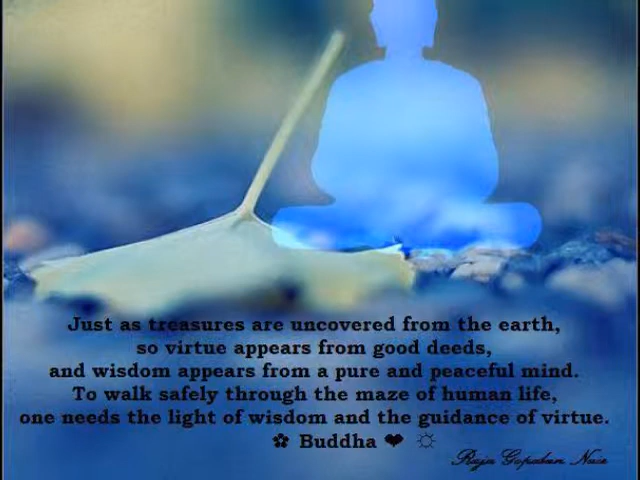 Just as treasures are uncovered from the earth,
so virtue appears from good deeds,
and wisdom appears from a pure and peaceful mind.
To walk safely through the maze of human life,
one needs the light of wisdom and the guidance of virtue.
✿ Buddha ❤ ☼
Raju Gopalan